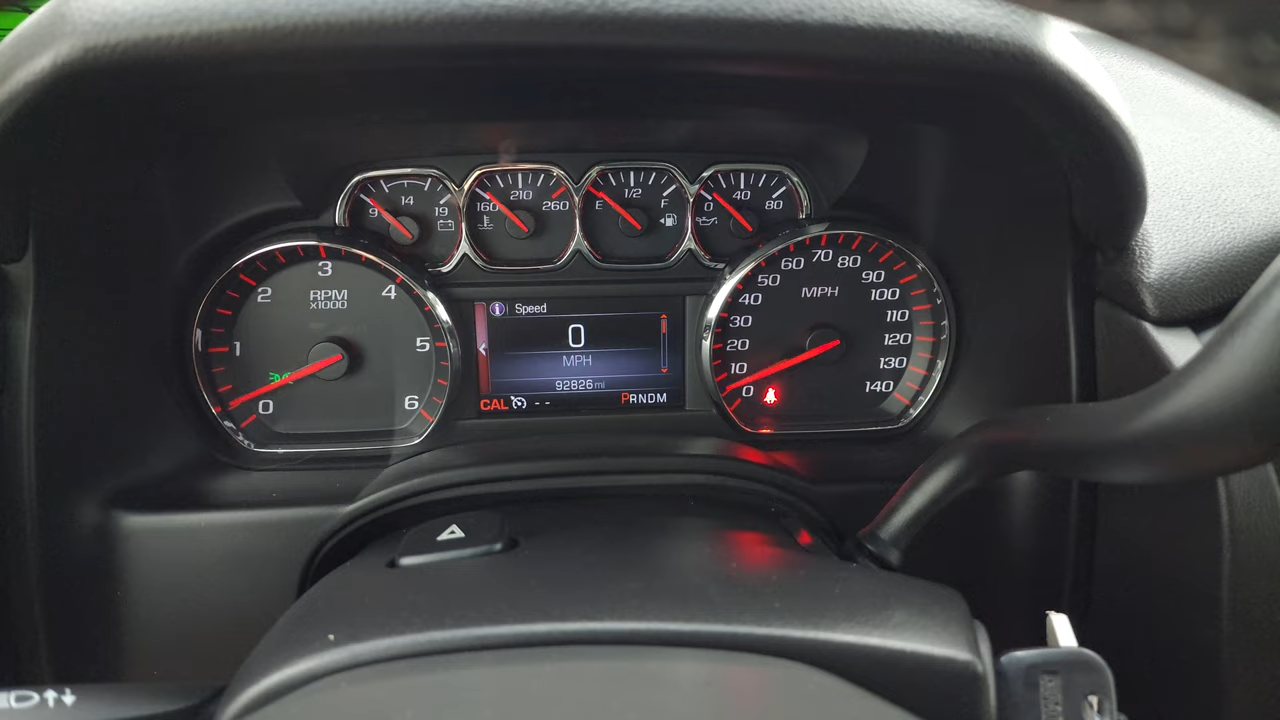 9 14 19
160 210 260
E 1/2 F
0 40 80
0 1 2 3 4 5 6
RPM
X1000
Speed
0
MPH
92826 mi
CAL -- PRNDM
0 10 20 30 40 50 60 70 80 90 100 110 120 130 140
MPH